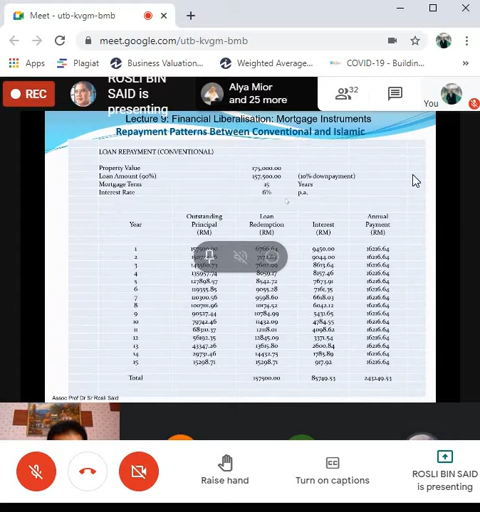 Meet - utb-kvgm-bmb
meet.google.com/utb-kvgm-bmb
Apps Plagiat Business Valuation... Weighted Average... COVID-19 - Building...
REC
ROSLI BIN SAID is presenting
Alya Mior and 25 more
32
You
Lecture 9: Financial Liberalisation: Mortgage Instruments
Repayment Patterns Between Conventional and Islamic
LOAN REPAYMENT (CONVENTIONAL)
Property Value 175,000.00
Loan Amount (90%) 157,500.00 (10% downpayment)
Mortgage Term 15 Years
Interest Rate 6% p.a.
Year Outstanding Principal (RM) Loan Redemption (RM) Interest (RM) Annual Payment (RM)
1 9450.00 16216.64
2 9044.00 16216.64
3 8613.64 16216.64
4 135957.74 8059.17 8157.46 16216.64
5 127898.57 8542.72 7673.91 16216.64
6 119355.85 9055.28 7161.35 16216.64
7 110300.56 9598.60 6618.03 16216.64
8 100701.96 10174.52 6042.12 16216.64
9 90527.44 10784.99 5431.65 16216.64
10 79742.46 11432.09 4784.55 16216.64
11 68310.37 12118.01 4098.62 16216.64
12 56192.35 12845.09 3371.54 16216.64
13 43347.26 13615.80 2600.84 16216.64
14 29731.46 14432.75 1783.89 16216.64
15 15298.71 15298.71 917.92 16216.64
Total 157500.00 85749.53 243249.53
Assoc Prof Dr Sr Rosli Said
Raise hand
Turn on captions
ROSLI BIN SAID is presenting